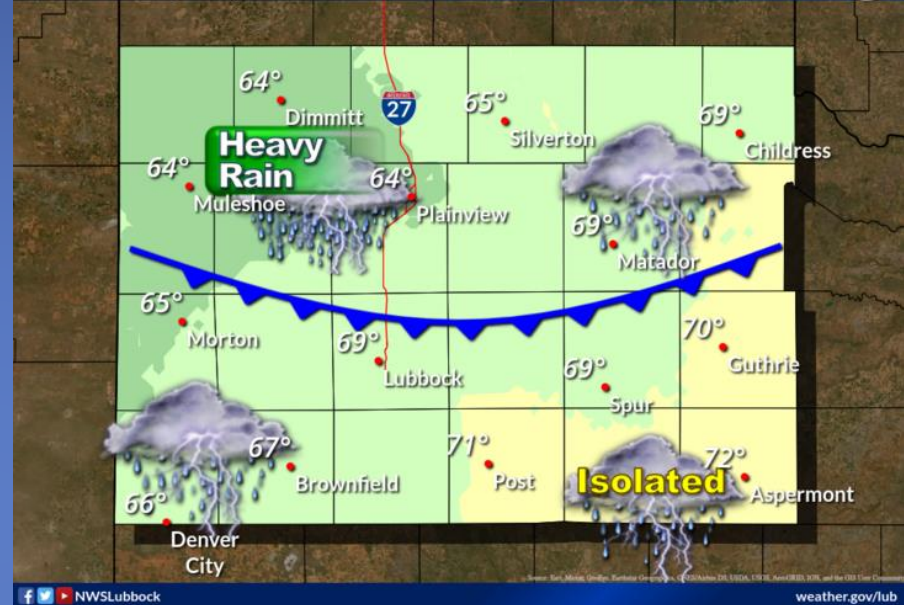 64°
Dimmitt
INTERSTATE
27
65°
Silverton
69°
Childress
Heavy
Rain
64°
Muleshoe
64°
Plainview
69°
Matador
65°
Morton
69°
Lubbock
70°
Guthrie
69°
Spur
67°
Brownfield
71°
Post
72°
Isolated
Aspermont
66°
Denver
City
NWSLubbock
weather.gov/lub